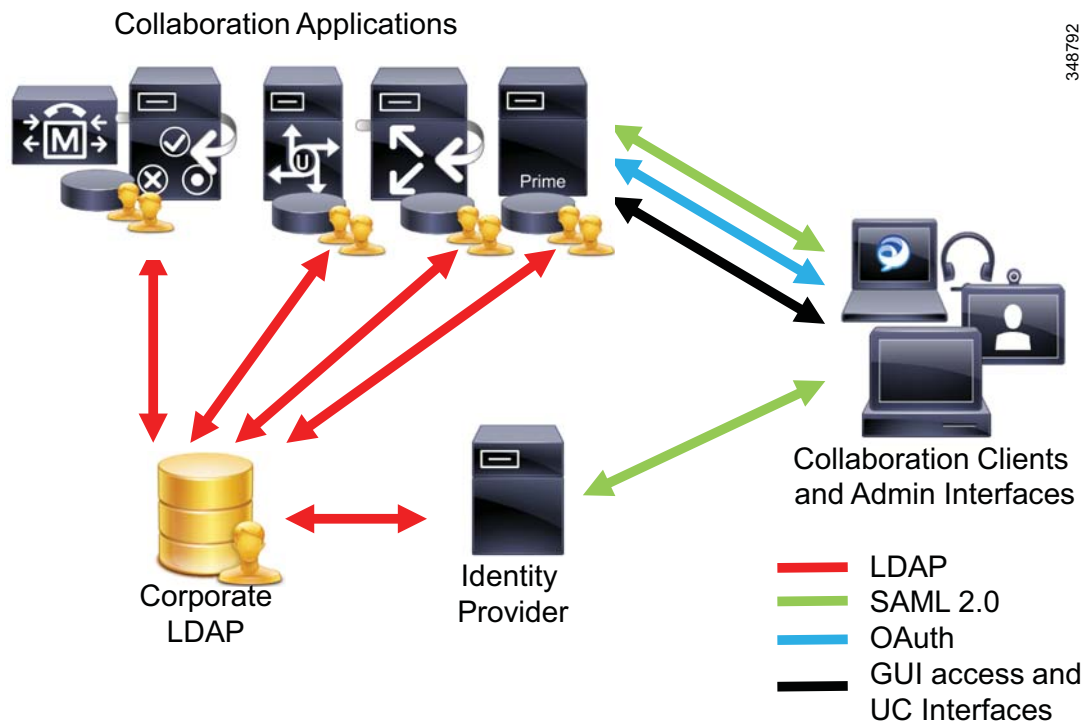 Collaboration Applications
348792
M
U
Prime
Collaboration Clients
and Admin Interfaces
Identity
Provider
Corporate
LDAP
LDAP
SAML 2.0
OAuth
GUI access and
UC Interfaces